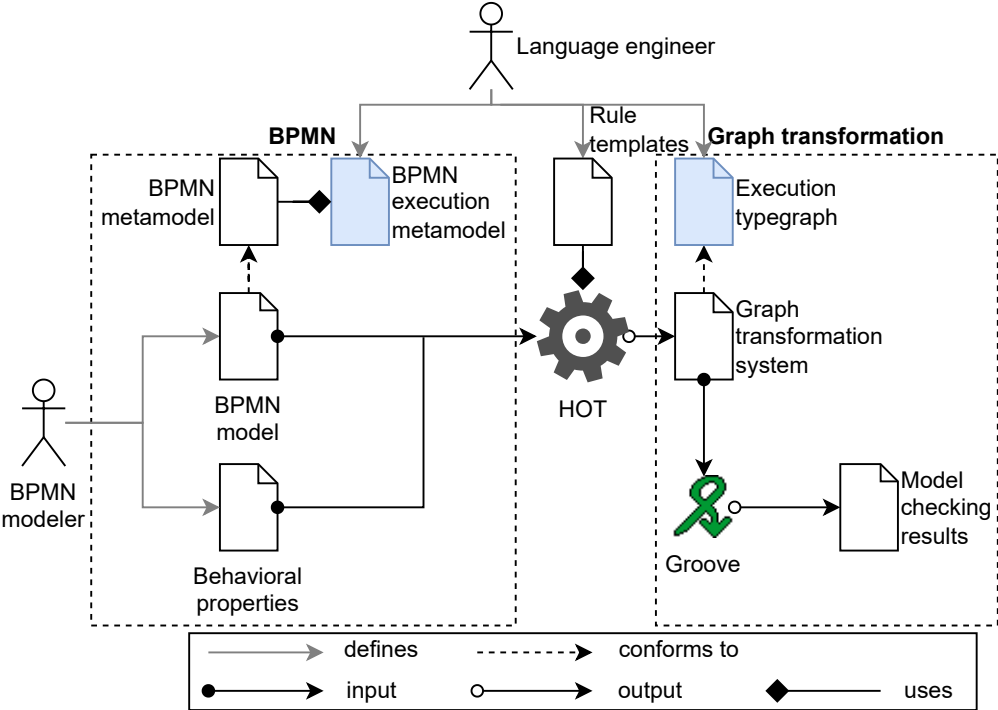 Language engineer
BPMN
Rule
templates
Graph transformation
BPMN
metamodel
BPMN
execution
metamodel
Execution
typegraph
Graph
transformation
system
BPMN
model
HOT
BPMN
modeler
Groove
Model
checking
results
Behavioral
properties
defines
conforms to
input
output
uses